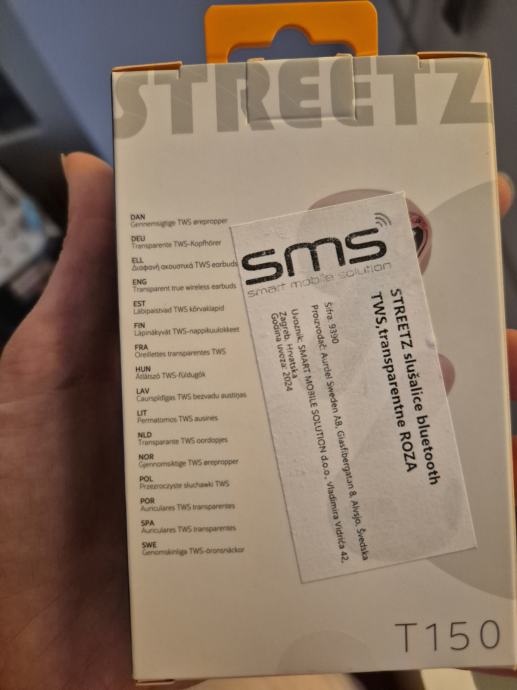 STREETZ
DAN
Gennemsigtige TWS ørepropper
DEU
Transparente TWS-Kopfhörer
ELL
Διαφανή ακουστικά TWS earbuds
ENG
Transparent true wireless earbuds
EST
Läbipaistvad TWS kõrvaklapid
FIN
Läpinäkyvät TWS-nappikuulokkeet
FRA
Oreillettes transparentes TWS
HUN
Átlátszó TWS-füldugók
LAV
Caurspīdīgas TWS bezvadu austiņas
LIT
Permatomos TWS ausinės
NLD
Transparante TWS oordopjes
NOR
Gjennomsiktige TWS ørepropper
POL
Przezroczyste słuchawki TWS
POR
Auriculares TWS transparentes
SPA
Auriculares TWS transparentes
SWE
Genomskinliga TWS-öronsnäckor
sms
smart mobile solution
STREETZ slušalice bluetooth
TWS,transparentne ROZA
Šifra: 9390
Proizvođač: Aurdel Sweden AB, Glasfibergatan 8, Alvsjo, Švedska
Uvoznik: SMART MOBILE SOLUTION d.o.o., Vladimira Vidrića 42,
Zagreb, Hrvatska
Godina uvoza: 2024
T150